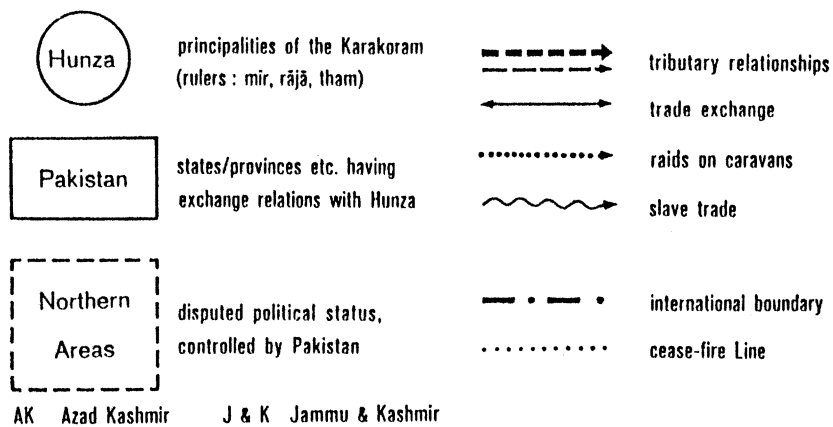 Hunza
principalities of the Karakoram
(rulers : mīr, rājā, tham)
Pakistan
states/provinces etc. having
exchange relations with Hunza
Northern
Areas
disputed political status,
controlled by Pakistan
AK Azad Kashmir J & K Jammu & Kashmir
tributary relationships
trade exchange
raids on caravans
slave trade
international boundary
cease-fire Line